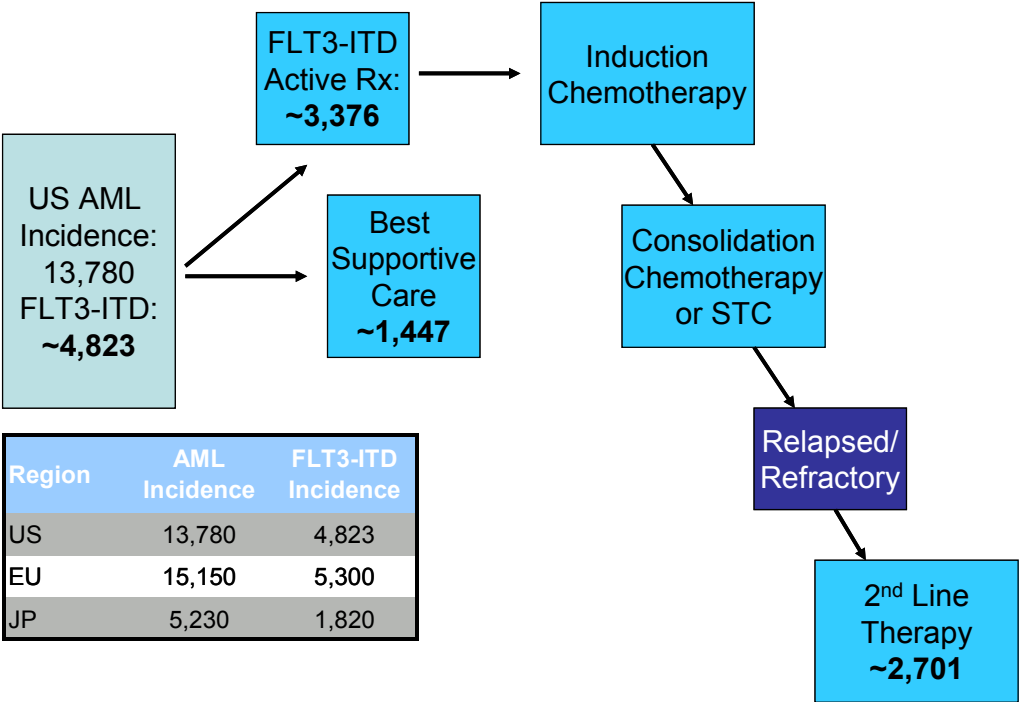 US AML
Incidence:
13,780
FLT3-ITD:
~4,823
FLT3-ITD
Active Rx:
~3,376
Best
Supportive
Care
~1,447
Induction
Chemotherapy
Consolidation
Chemotherapy
or STC
Relapsed/
Refractory
2nd Line
Therapy
~2,701
Region AML Incidence FLT3-ITD Incidence
US 13,780 4,823
EU 15,150 5,300
JP 5,230 1,820